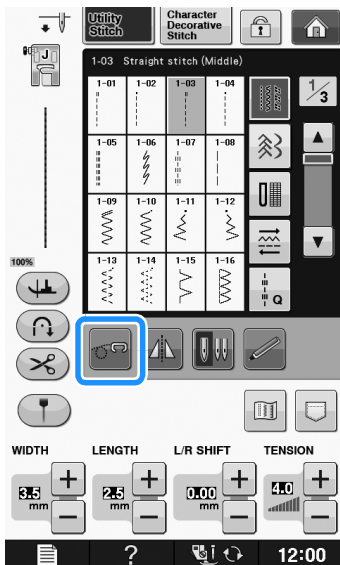 Utility
Stitch
Character
Decorative
Stitch
J
1-03 Straight stitch (Middle)
1/3
1-01 1-02 1-03 1-04
1-05 1-06 1-07 1-08
1-09 1-10 1-11 1-12
1-13 1-14 1-15 1-16
Q
100%
WIDTH LENGTH L/R SHIFT TENSION
3.5 mm + −
2.5 mm + −
0.00 mm + −
4.0 + −
? 12:00